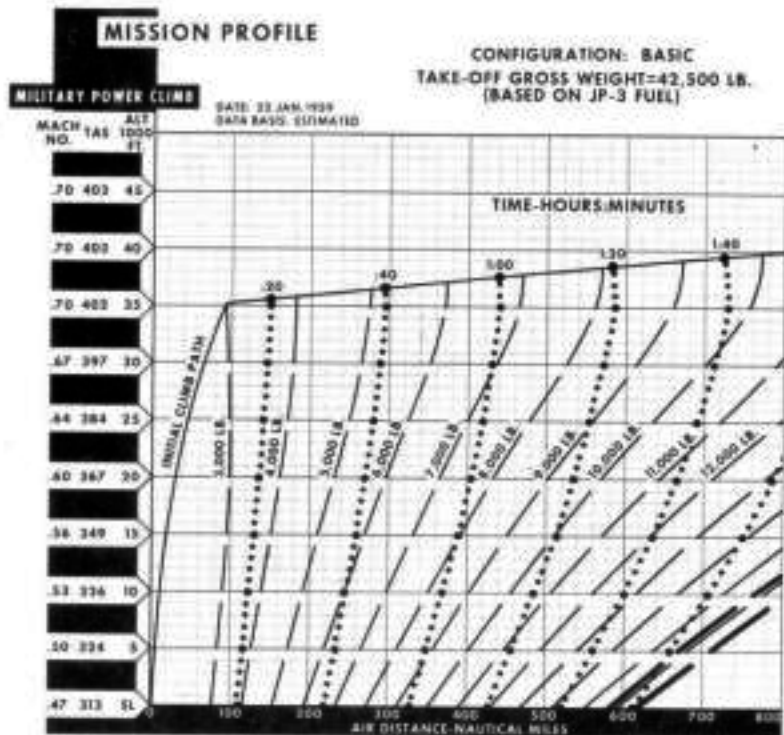 MISSION PROFILE
CONFIGURATION: BASIC
TAKE-OFF GROSS WEIGHT=42,500 LB.
(BASED ON JP-3 FUEL)
MILITARY POWER CLIMB
DATE: 22 JAN. 1959
DATA BASIS: ESTIMATED
MACH NO. TAS ALT 1000 FT.
.70 403 45
TIME-HOURS:MINUTES
.70 403 40
:20 :40 1:00 1:20 1:40
.70 403 35
.67 397 30
.64 384 25
INITIAL CLIMB PATH
3,000 LB. 4,000 LB. 5,000 LB. 6,000 LB. 7,000 LB. 8,000 LB. 9,000 LB. 10,000 LB. 11,000 LB. 12,000 LB.
.60 367 20
.56 349 15
.53 336 10
.50 324 5
.47 313 SL
0 100 200 300 400 500 600 700 800
AIR DISTANCE-NAUTICAL MILES